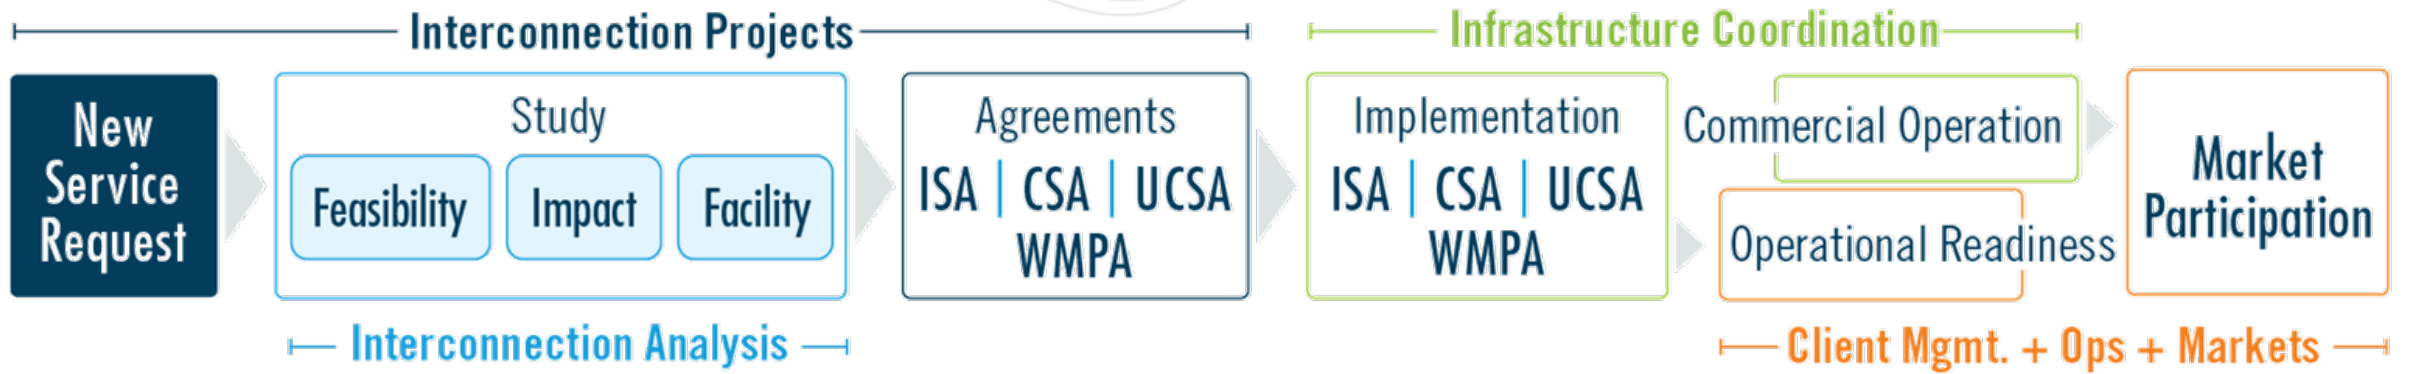 Interconnection Projects
Infrastructure Coordination
New
Service
Request
Study
Feasibility
Impact
Facility
Agreements
ISA | CSA | UCSA
WMPA
Implementation
ISA | CSA | UCSA
WMPA
Commercial Operation
Operational Readiness
Market
Participation
Interconnection Analysis
Client Mgmt. + Ops + Markets